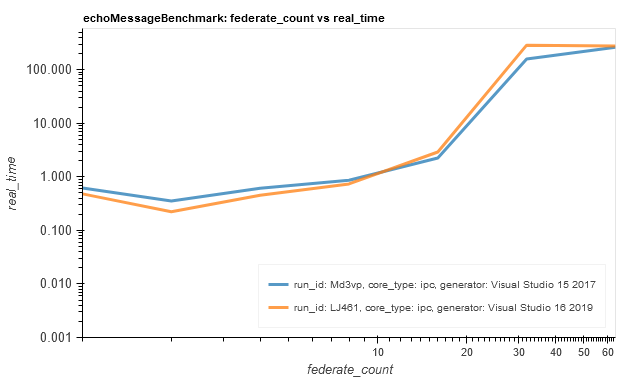 echoMessageBenchmark: federate_count vs real_time
real_time
100.000
10.000
1.000
0.100
0.010
0.001
run_id: Md3vp, core_type: ipc, generator: Visual Studio 15 2017
run_id: LJ461, core_type: ipc, generator: Visual Studio 16 2019
10 20 30 40 50 60
federate_count